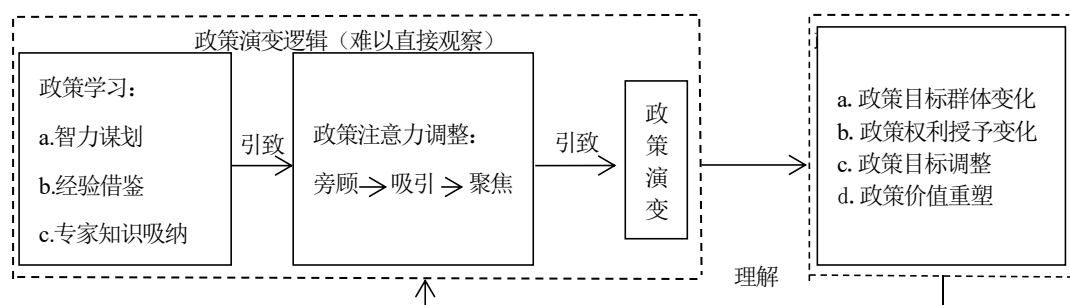 政策演变逻辑（难以直接观察）
政策学习：
a.智力谋划
b.经验借鉴
c.专家知识吸纳
引致
政策注意力调整：
旁顾→吸引→聚焦
引致
政
策
演
变
a. 政策目标群体变化
b. 政策权利授予变化
c. 政策目标调整
d. 政策价值重塑
理解